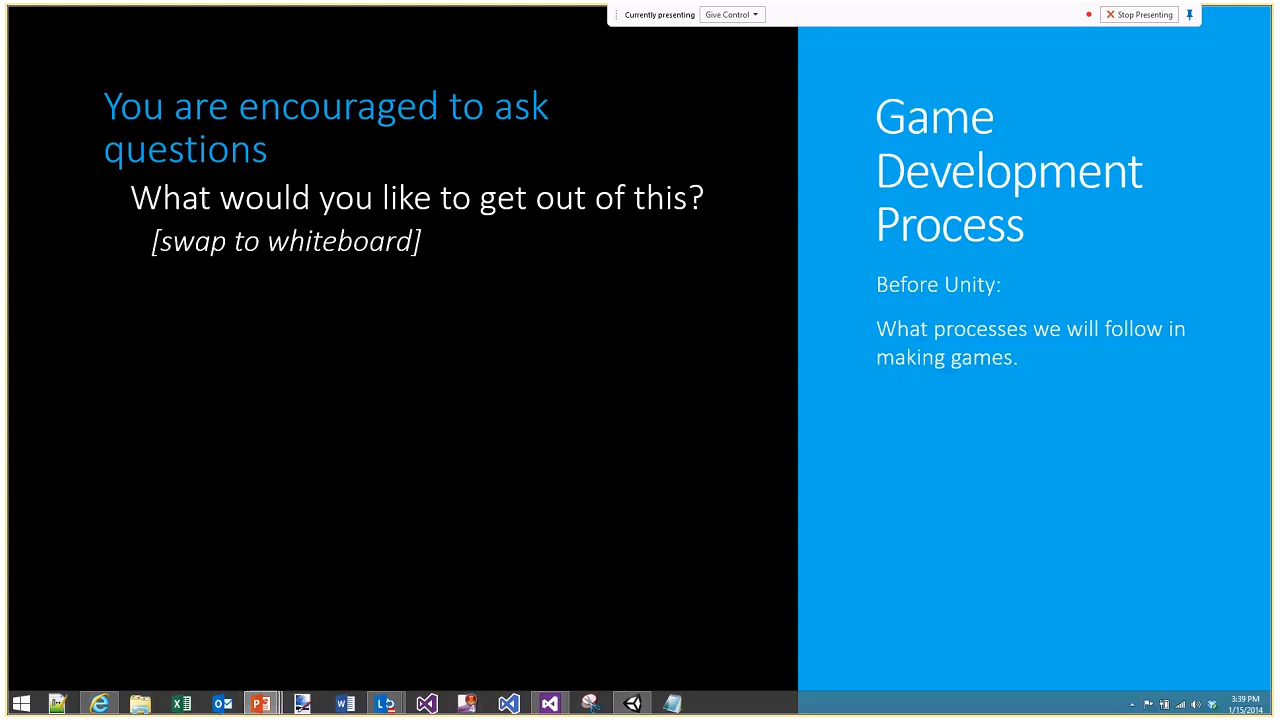 Currently presenting Give Control Stop Presenting
You are encouraged to ask
questions
What would you like to get out of this?
[swap to whiteboard]
Game
Development
Process
Before Unity:
What processes we will follow in
making games.
3:39 PM
1/15/2014